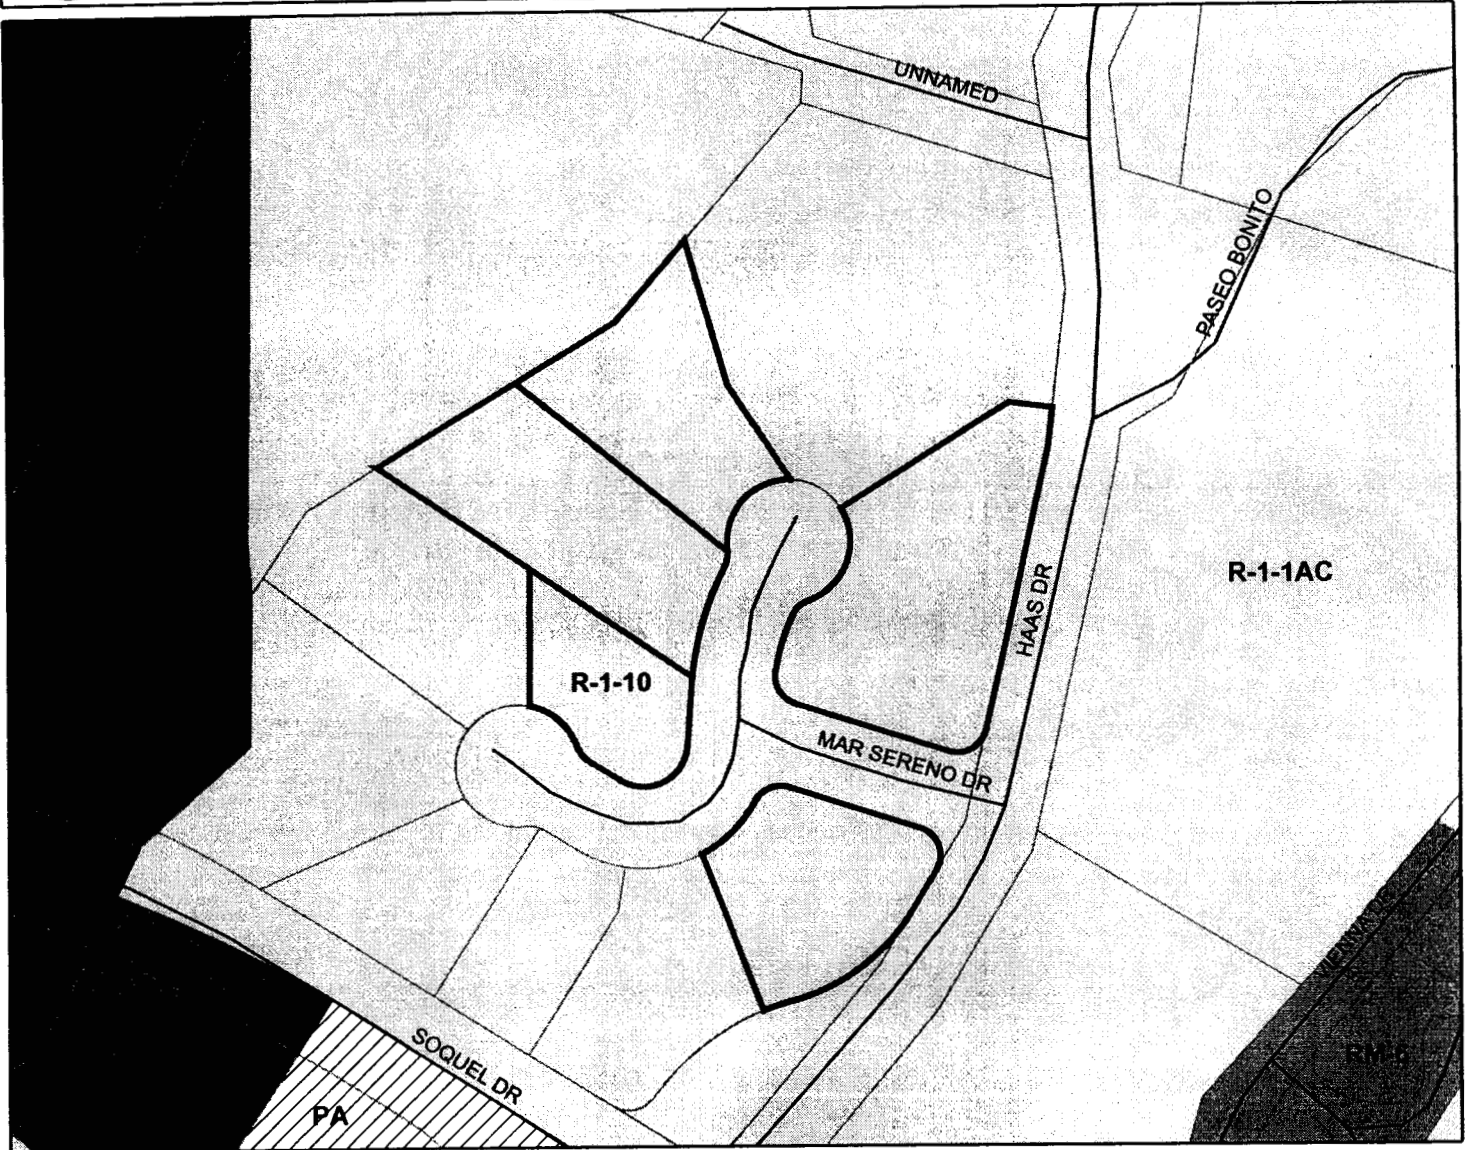 UNNAMED
PASEO BONITO
R-1-1AC
HAAS DR
R-1-10
MAR SERENO DR
SOQUEL DR
PA